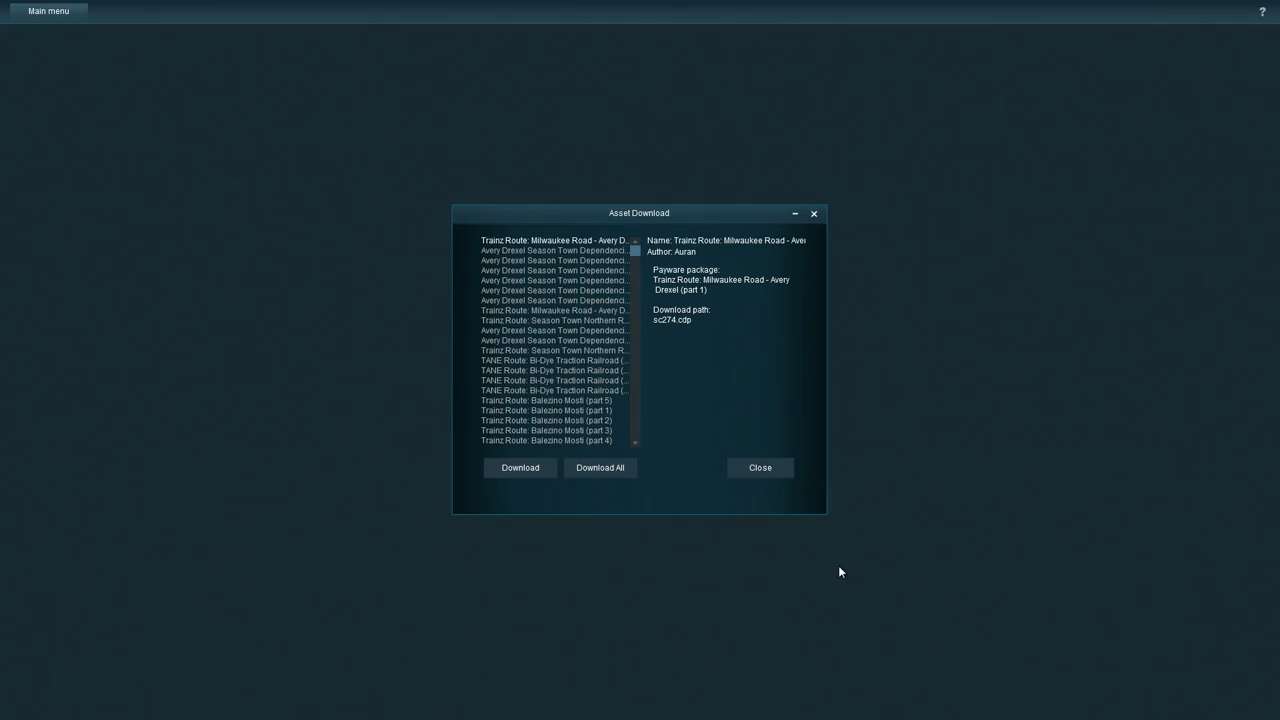 Main menu
?
Asset Download
Trainz Route: Milwaukee Road - Avery D...
Avery Drexel Season Town Dependenci...
Avery Drexel Season Town Dependenci...
Avery Drexel Season Town Dependenci...
Avery Drexel Season Town Dependenci...
Avery Drexel Season Town Dependenci...
Avery Drexel Season Town Dependenci...
Trainz Route: Milwaukee Road - Avery D...
Trainz Route: Season Town Northern R...
Avery Drexel Season Town Dependenci...
Avery Drexel Season Town Dependenci...
Trainz Route: Season Town Northern R...
TANE Route: Bi-Dye Traction Railroad (...
TANE Route: Bi-Dye Traction Railroad (...
TANE Route: Bi-Dye Traction Railroad (...
TANE Route: Bi-Dye Traction Railroad (...
Trainz Route: Balezino Mosti (part 5)
Trainz Route: Balezino Mosti (part 1)
Trainz Route: Balezino Mosti (part 2)
Trainz Route: Balezino Mosti (part 3)
Trainz Route: Balezino Mosti (part 4)
Name: Trainz Route: Milwaukee Road - Aver
Author: Auran
Payware package:
Trainz Route: Milwaukee Road - Avery
Drexel (part 1)
Download path:
sc274.cdp
Download
Download All
Close